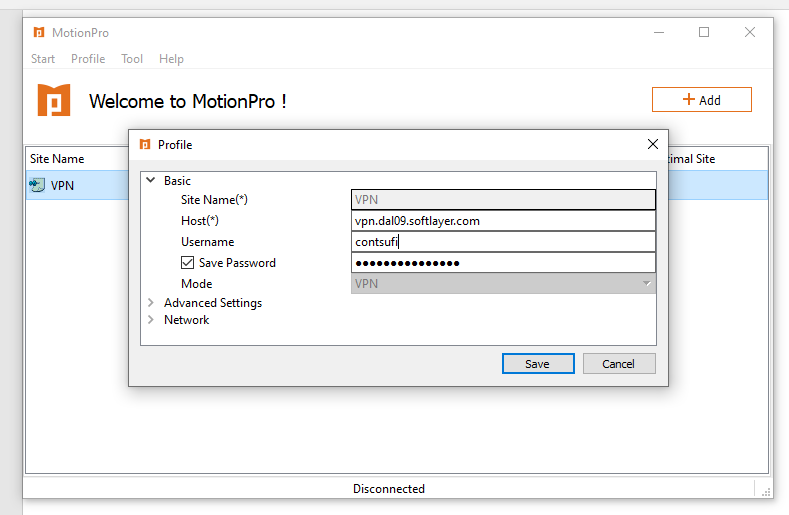 MotionPro
Start Profile Tool Help
Welcome to MotionPro !
Add
Profile
Site Name
imal Site
VPN
Basic
Site Name(*) VPN
Host(*) vpn.dal09.softlayer.com
Username contsufi
Save Password ●●●●●●●●●●●●●●●
Mode VPN
Advanced Settings
Network
Save Cancel
Disconnected